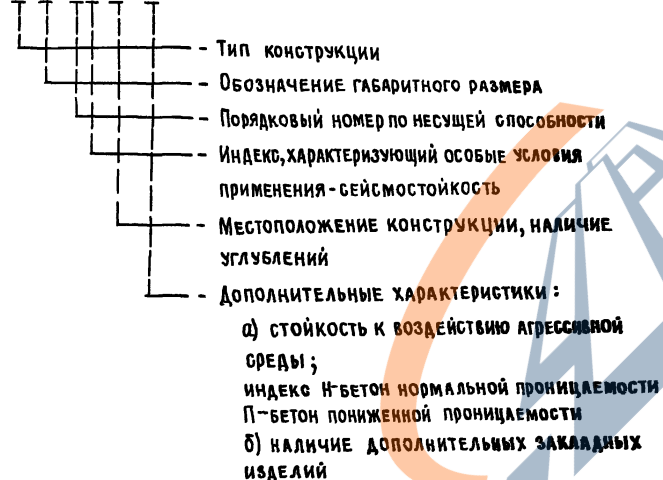 - Тип конструкции
- Обозначение габаритного размера
- Порядковый номер по несущей способности
- Индекс, характеризующий особые условия
применения - сейсмостойкость
- Местоположение конструкции, наличие
углублений
- Дополнительные характеристики:
а) стойкость к воздействию агрессивной
среды;
индекс Н-бетон нормальной проницаемости
П-бетон пониженной проницаемости
б) наличие дополнительных закладных
изделий